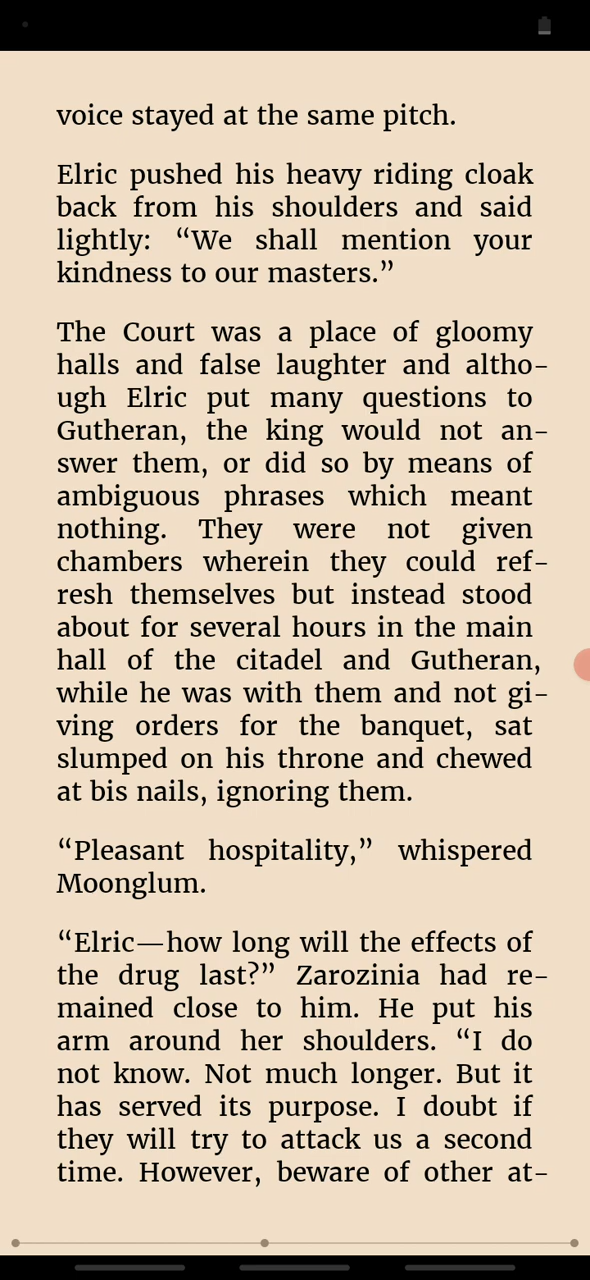 voice stayed at the same pitch.
Elric pushed his heavy riding cloak
back from his shoulders and said
lightly: “We shall mention your
kindness to our masters.”
The Court was a place of gloomy
halls and false laughter and altho-
ugh Elric put many questions to
Gutheran, the king would not an-
swer them, or did so by means of
ambiguous phrases which meant
nothing. They were not given
chambers wherein they could ref-
resh themselves but instead stood
about for several hours in the main
hall of the citadel and Gutheran,
while he was with them and not gi-
ving orders for the banquet, sat
slumped on his throne and chewed
at bis nails, ignoring them.
“Pleasant hospitality,” whispered
Moonglum.
“Elric—how long will the effects of
the drug last?” Zarozinia had re-
mained close to him. He put his
arm around her shoulders. “I do
not know. Not much longer. But it
has served its purpose. I doubt if
they will try to attack us a second
time. However, beware of other at-